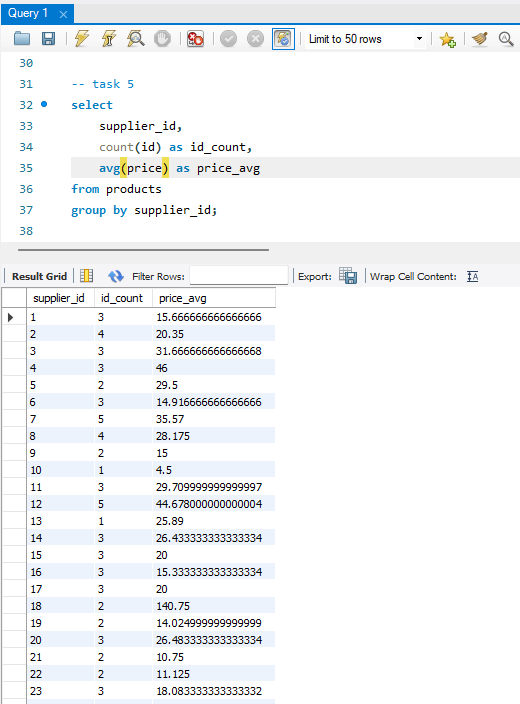 Query 1
Limit to 50 rows
30
31 -- task 5
32 select
33 supplier_id,
34 count(id) as id_count,
35 avg(price) as price_avg
36 from products
37 group by supplier_id;
38
Result Grid Filter Rows: Export: Wrap Cell Content:
supplier_id id_count price_avg
1 3 15.666666666666666
2 4 20.35
3 3 31.666666666666668
4 3 46
5 2 29.5
6 3 14.916666666666666
7 5 35.57
8 4 28.175
9 2 15
10 1 4.5
11 3 29.709999999999997
12 5 44.678000000000004
13 1 25.89
14 3 26.433333333333334
15 3 20
16 3 15.333333333333334
17 3 20
18 2 140.75
19 2 14.024999999999999
20 3 26.483333333333334
21 2 10.75
22 2 11.125
23 3 18.083333333333332